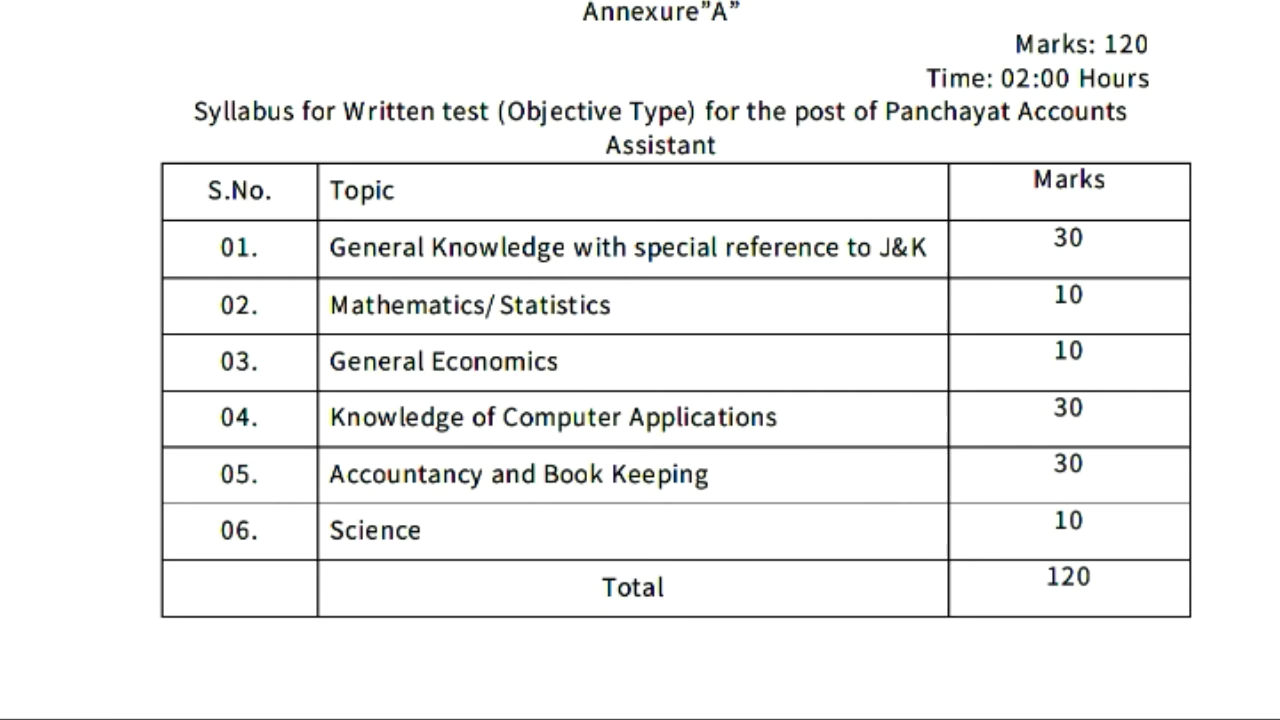 Annexure”A”
Marks: 120
Time: 02:00 Hours
Syllabus for Written test (Objective Type) for the post of Panchayat Accounts
Assistant
S.No. Topic Marks
01. General Knowledge with special reference to J&K 30
02. Mathematics/ Statistics 10
03. General Economics 10
04. Knowledge of Computer Applications 30
05. Accountancy and Book Keeping 30
06. Science 10
Total 120